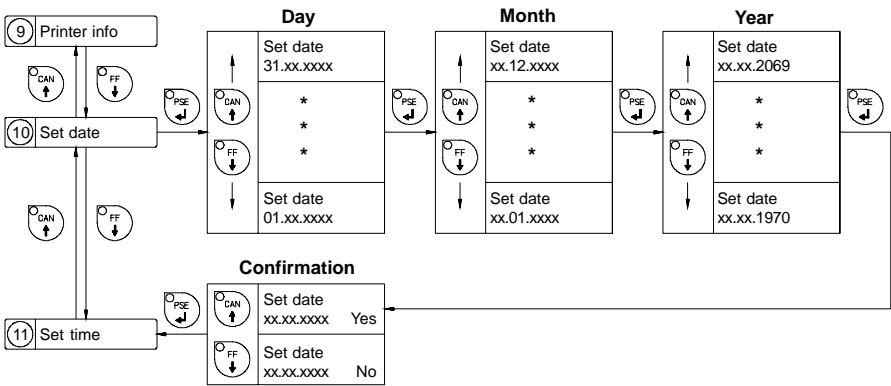 Day
Month
Year
9 Printer info
CAN
FF
10 Set date
PSE
CAN
FF
Set date
31.xx.xxxx
*
*
*
Set date
01.xx.xxxx
PSE
CAN
FF
Set date
xx.12.xxxx
*
*
*
Set date
xx.01.xxxx
PSE
CAN
FF
Set date
xx.xx.2069
*
*
*
Set date
xx.xx.1970
PSE
CAN
FF
Confirmation
CAN
Set date
xx.xx.xxxx Yes
FF
Set date
xx.xx.xxxx No
PSE
11 Set time